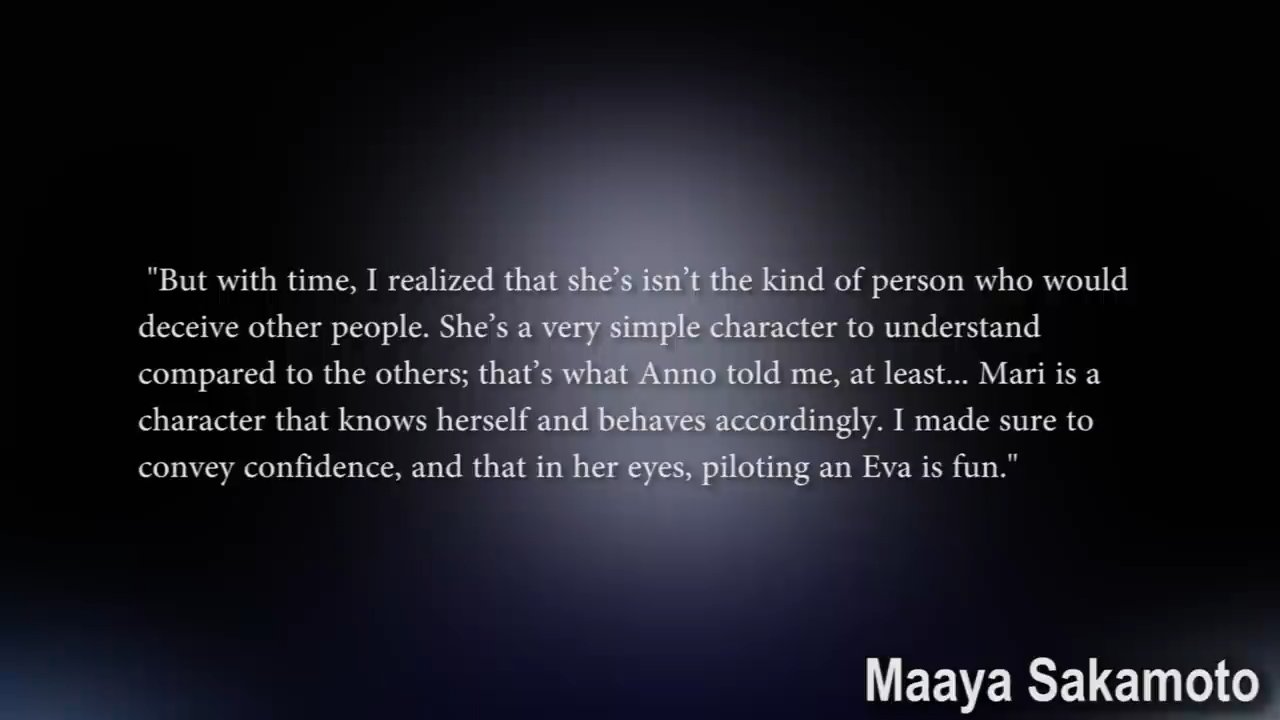 "But with time, I realized that she’s isn’t the kind of person who would
deceive other people. She’s a very simple character to understand
compared to the others; that’s what Anno told me, at least... Mari is a
character that knows herself and behaves accordingly. I made sure to
convey confidence, and that in her eyes, piloting an Eva is fun."
Maaya Sakamoto